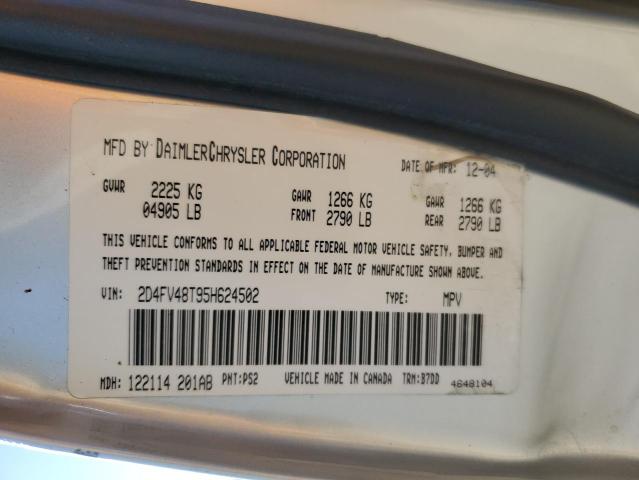 MFD BY DAIMLERCHRYSLER CORPORATION DATE OF MFR: 12-04
GVWR 2225 KG GAWR 1266 KG GAWR 1266 KG
04905 LB FRONT 2790 LB REAR 2790 LB
THIS VEHICLE CONFORMS TO ALL APPLICABLE FEDERAL MOTOR VEHICLE SAFETY, BUMPER AND
THEFT PREVENTION STANDARDS IN EFFECT ON THE DATE OF MANUFACTURE SHOWN ABOVE.
VIN: 2D4FV48T95H624502 TYPE: MPV
MDH: 122114 201AB PNT: PS2 VEHICLE MADE IN CANADA TRM: B7DD 4648104